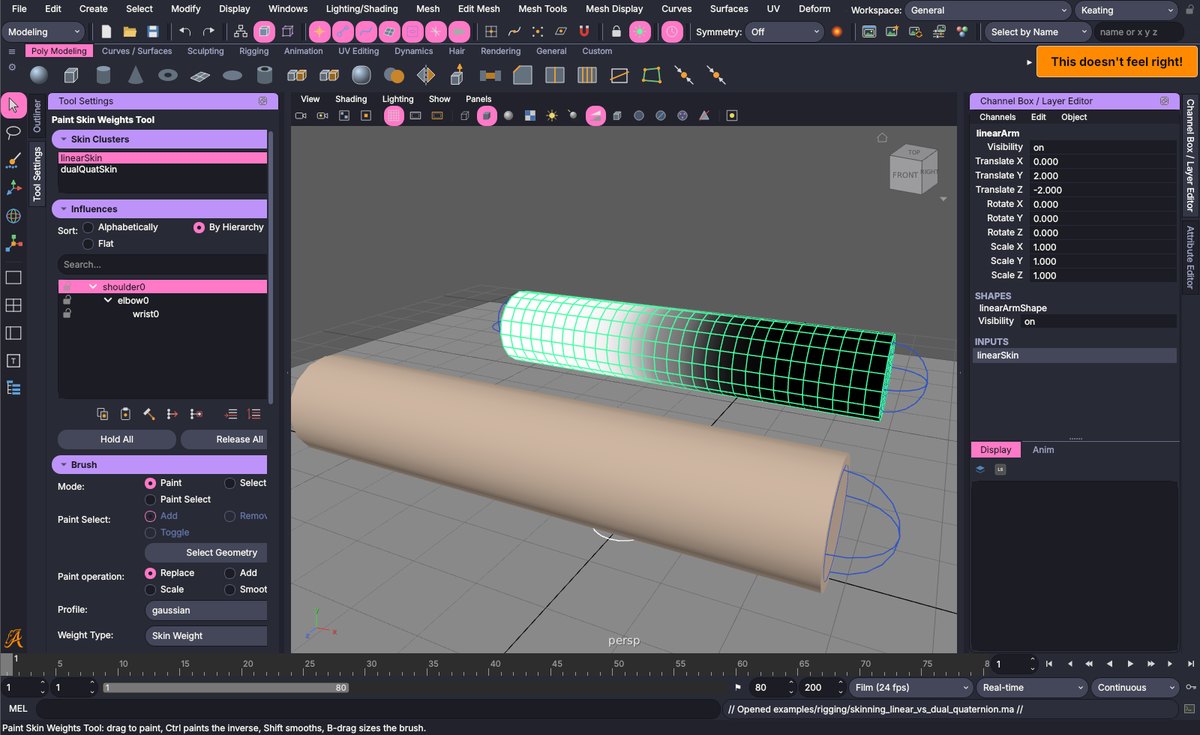 File Edit Create Select Modify Display Windows Lighting/Shading Mesh Edit Mesh Mesh Tools Mesh Display Curves Surfaces UV Deform Workspace: General Keating
Modeling Symmetry: Off Select by Name name or x y z
Poly Modeling Curves / Surfaces Sculpting Rigging Animation UV Editing Dynamics Hair Rendering General Custom
This doesn't feel right!
Outliner
Tool Settings
Tool Settings
Paint Skin Weights Tool
Skin Clusters
linearSkin
dualQuatSkin
Influences
Sort: Alphabetically By Hierarchy
Flat
Search...
shoulder0
elbow0
wrist0
Hold All Release All
Brush
Mode: Paint Select
Paint Select
Paint Select: Add Remov
Toggle
Select Geometry
Paint operation: Replace Add
Scale Smoot
Profile: gaussian
Weight Type: Skin Weight
View Shading Lighting Show Panels
TOP
FRONT RIGHT
y
x
z
persp
Channel Box / Layer Editor
Channels Edit Object
linearArm
Visibility on
Translate X 0.000
Translate Y 2.000
Translate Z -2.000
Rotate X 0.000
Rotate Y 0.000
Rotate Z 0.000
Scale X 1.000
Scale Y 1.000
Scale Z 1.000
SHAPES
linearArmShape
Visibility on
INPUTS
linearSkin
Display Anim
Channel Box / Layer Editor
Attribute Editor
1 5 10 15 20 25 30 35 40 45 50 55 60 65 70 75 8 1
1 1 1 80 80 200 Film (24 fps) Real-time Continuous
MEL // Opened examples/rigging/skinning_linear_vs_dual_quaternion.ma //
Paint Skin Weights Tool: drag to paint, Ctrl paints the inverse, Shift smooths, B-drag sizes the brush.